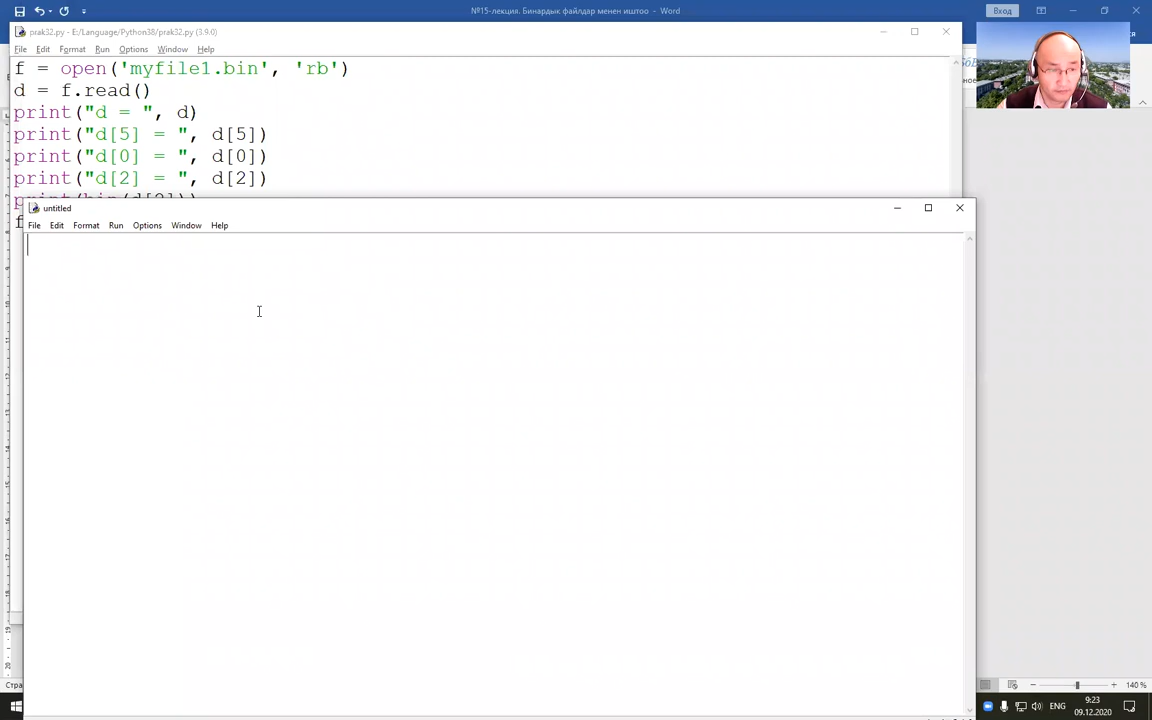 №15-лекция. Бинардык файлдар менен иштоо - Word
Вход
prak32.py - E:/Language/Python38/prak32.py (3.9.0)
File Edit Format Run Options Window Help
f = open('myfile1.bin', 'rb')
d = f.read()
print("d = ", d)
print("d[5] = ", d[5])
print("d[0] = ", d[0])
print("d[2] = ", d[2])
untitled
File Edit Format Run Options Window Help
140 %
ENG
9:23
09.12.2020